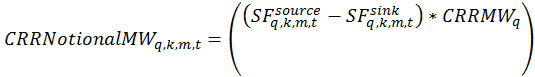 CRRNotionalMW_{q,k,m,t} = ((SF^{source}_{q,k,m,t} − SF^{sink}_{q,k,m,t}) * CRRMW_q)